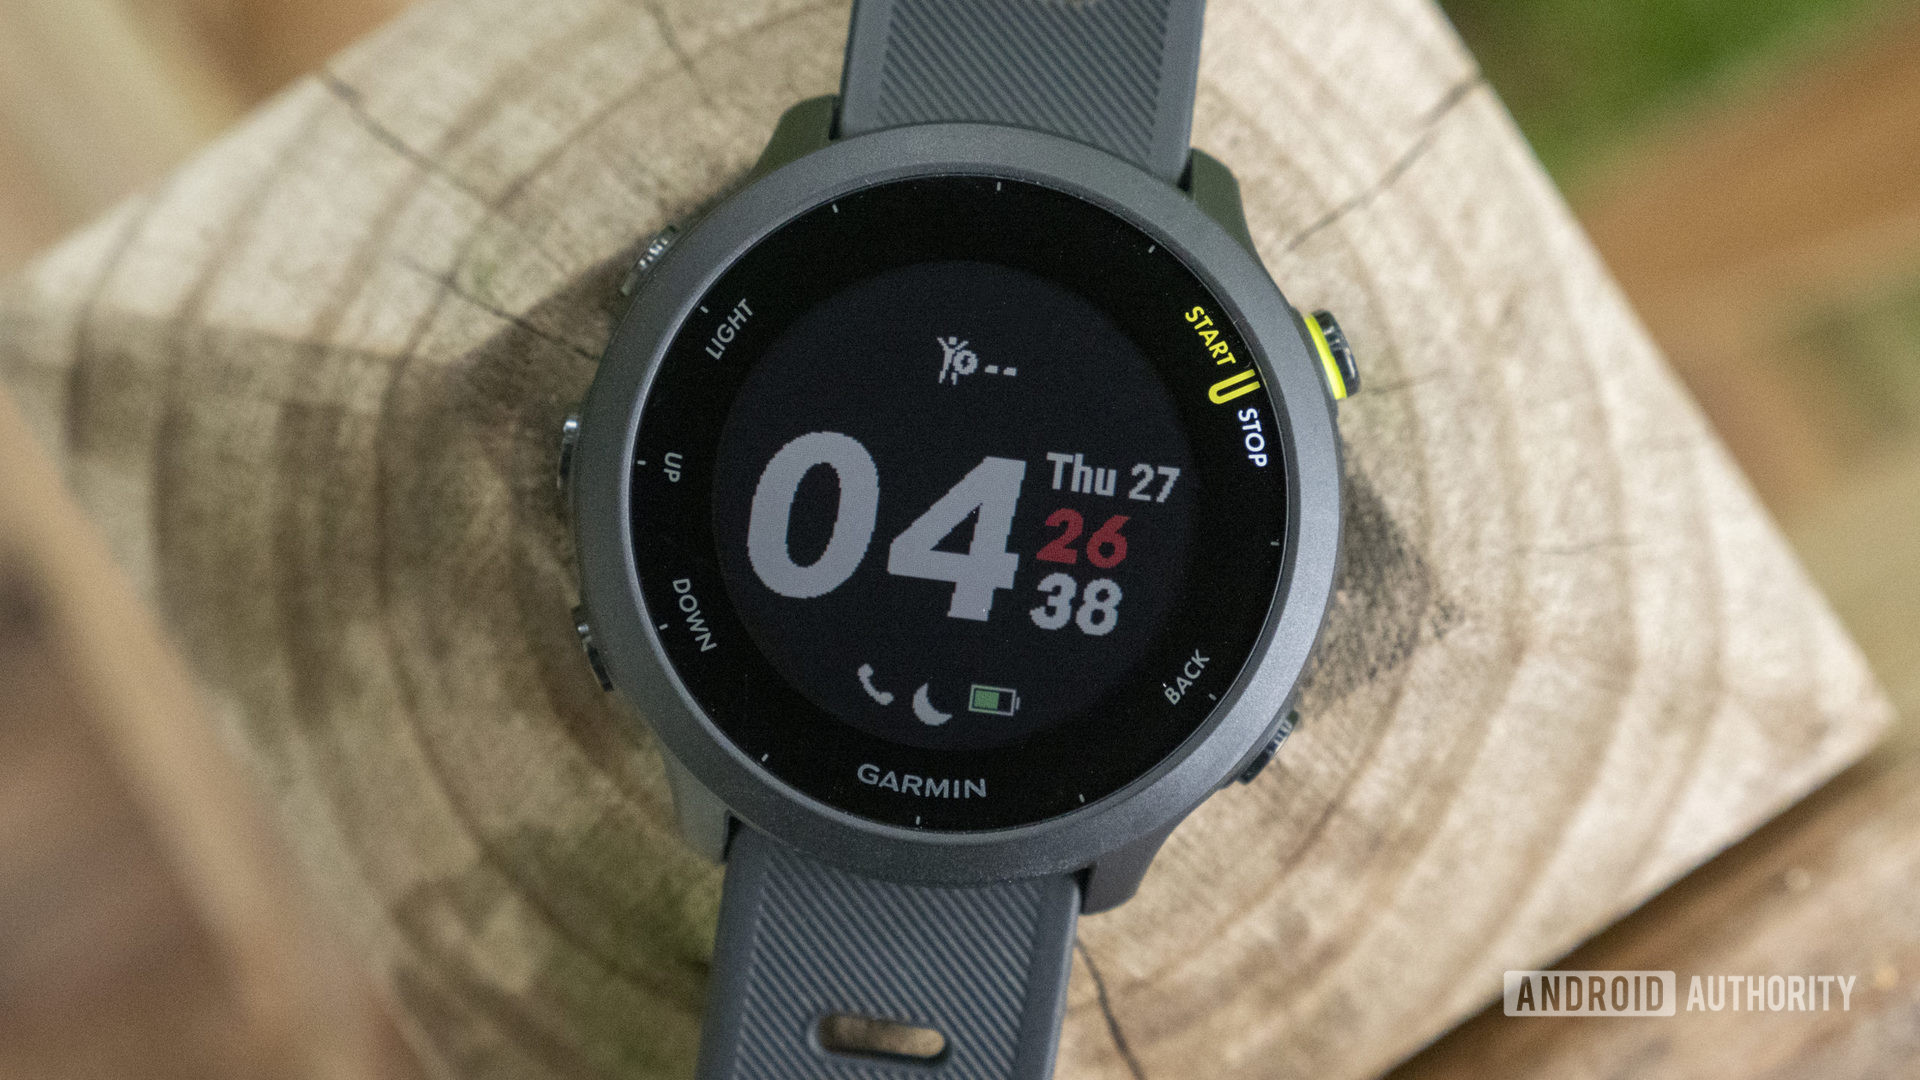 LIGHT
START
STOP
UP
--
04
Thu 27
26
38
DOWN
BACK
GARMIN
ANDROID AUTHORITY